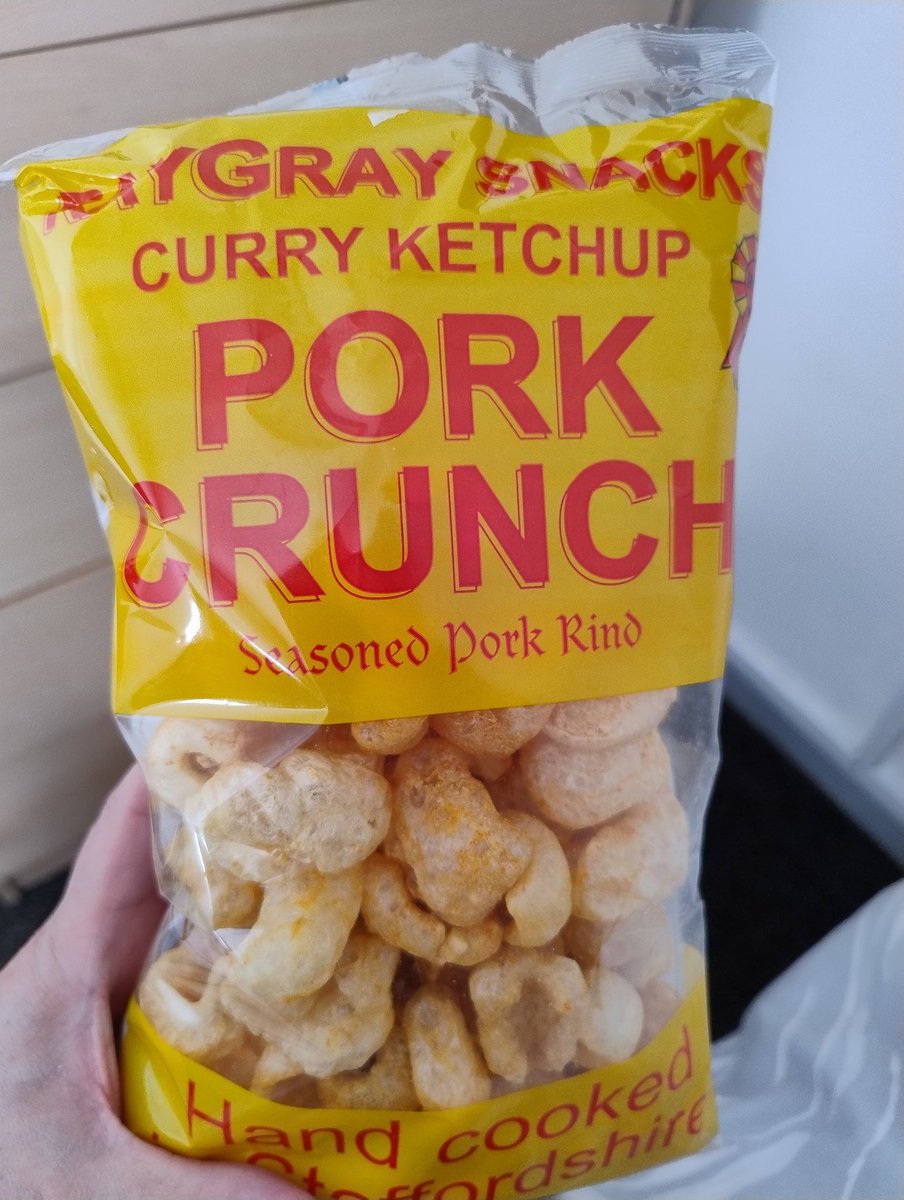 SNACKS
CURRY KETCHUP
PORK
CRUNCH
Seasoned Pork Rind
Hand cooked
Staffordshire